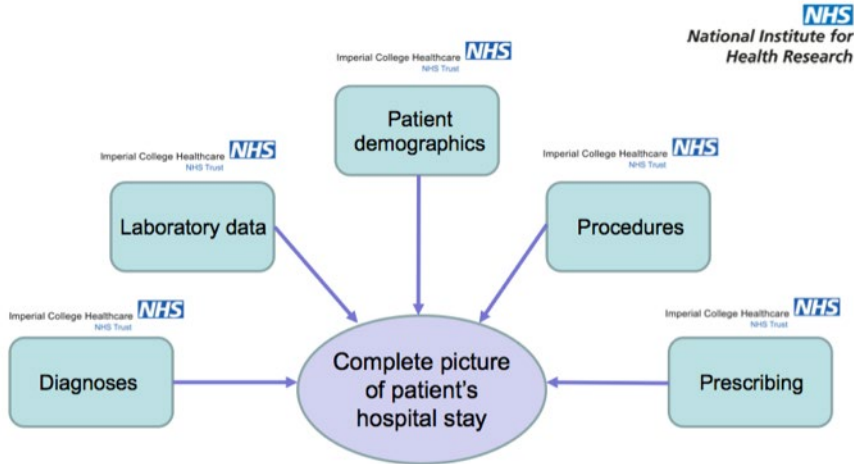 NHS
National Institute for
Health Research
Imperial College Healthcare NHS
NHS Trust
Patient
demographics
Imperial College Healthcare NHS
NHS Trust
Laboratory data
Imperial College Healthcare NHS
NHS Trust
Procedures
Imperial College Healthcare NHS
NHS Trust
Diagnoses
Complete picture
of patient's
hospital stay
Imperial College Healthcare NHS
NHS Trust
Prescribing